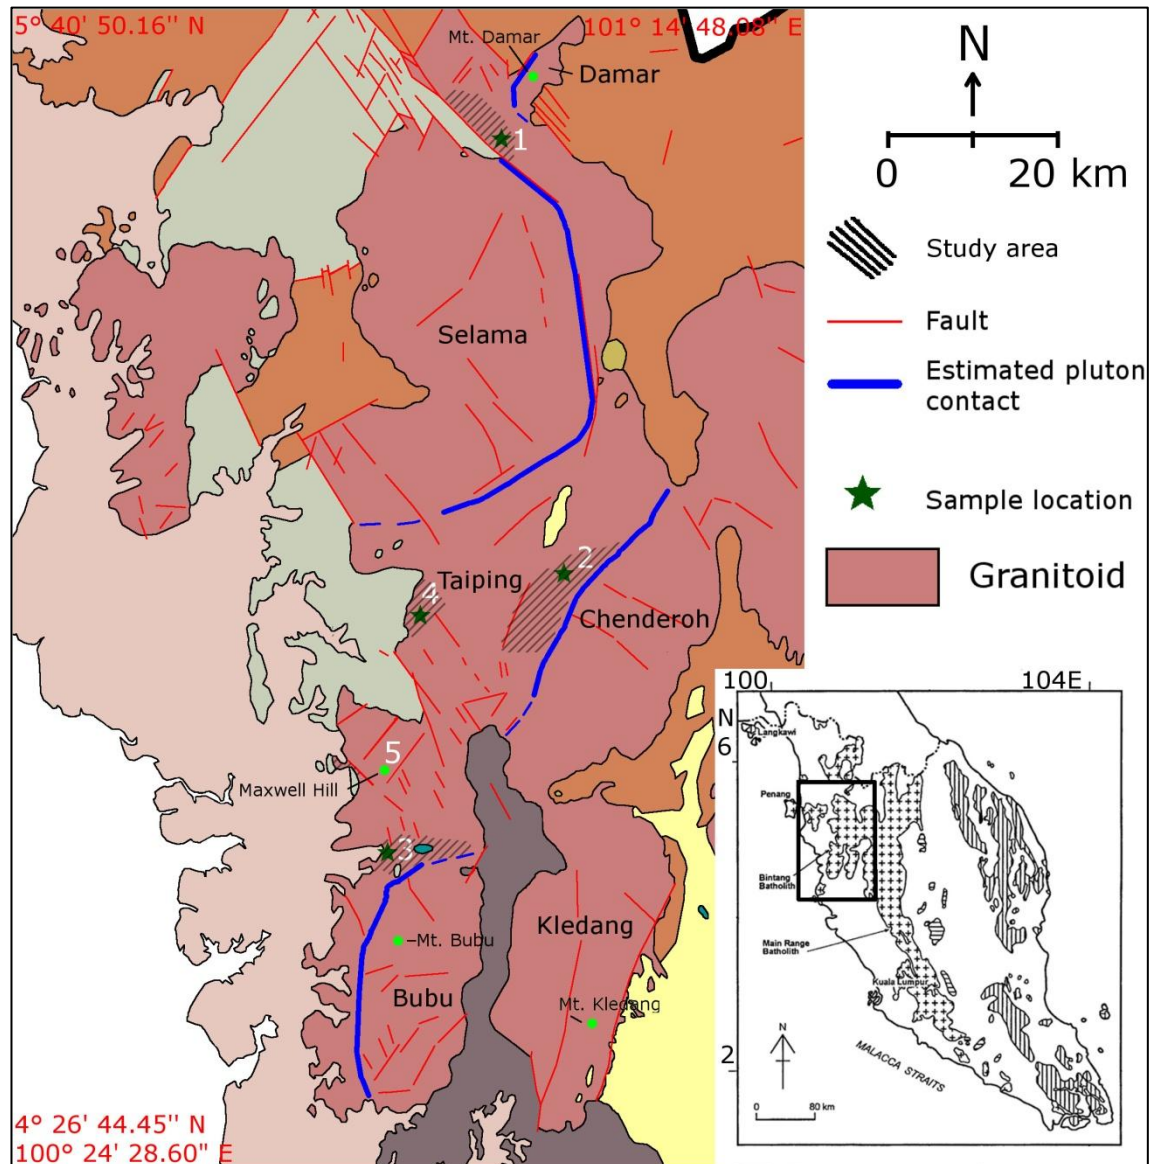 5° 40' 50.16'' N
101° 14' 48.08'' E
Mt. Damar
Damar
1
Selama
Taiping
2
4
Chenderoh
5
Maxwell Hill
3
Kledang
Mt. Bubu
Bubu
Mt. Kledang
4° 26' 44.45'' N
100° 24' 28.60'' E
N
0 20 km
Study area
Fault
Estimated pluton
contact
Sample location
Granitoid
100 104E
N
6
Langkawi
Penang
Bintang
Batholith
Main Range
Batholith
Kuala Lumpur
N
MALACCA STRAITS
2
0 80 km